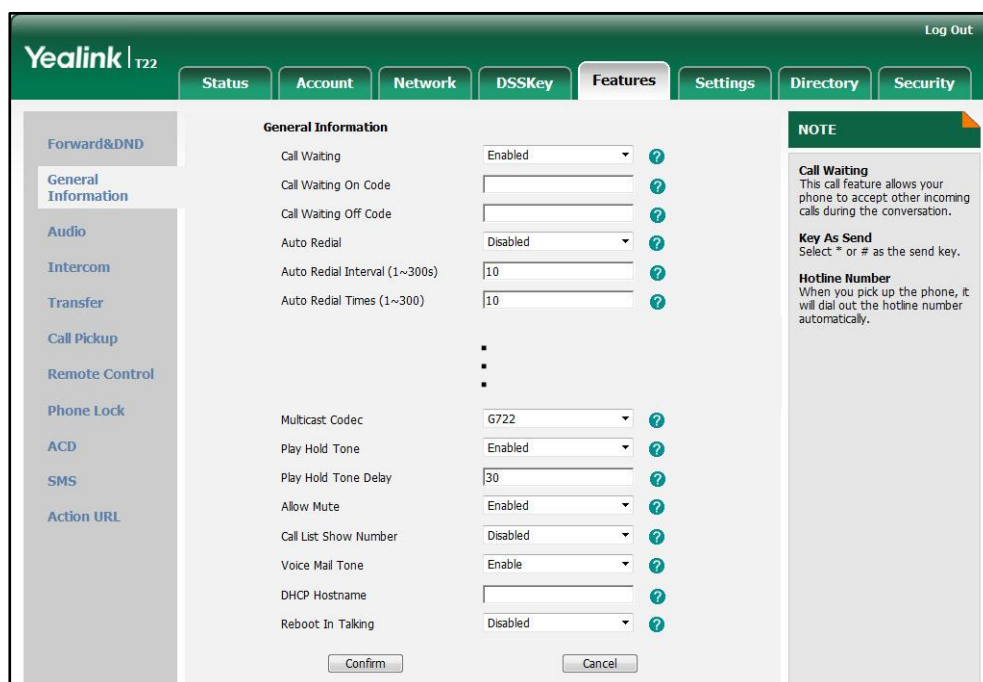 Log Out
Yealink T22
Status Account Network DSSKey Features Settings Directory Security
Forward&DND
General
Information
Audio
Intercom
Transfer
Call Pickup
Remote Control
Phone Lock
ACD
SMS
Action URL
General Information
Call Waiting Enabled ?
Call Waiting On Code ?
Call Waiting Off Code ?
Auto Redial Disabled ?
Auto Redial Interval (1~300s) 10 ?
Auto Redial Times (1~300) 10 ?
Multicast Codec G722 ?
Play Hold Tone Enabled ?
Play Hold Tone Delay 30 ?
Allow Mute Enabled ?
Call List Show Number Disabled ?
Voice Mail Tone Enable ?
DHCP Hostname ?
Reboot In Talking Disabled ?
Confirm Cancel
NOTE
Call Waiting
This call feature allows your
phone to accept other incoming
calls during the conversation.
Key As Send
Select * or # as the send key.
Hotline Number
When you pick up the phone, it
will dial out the hotline number
automatically.